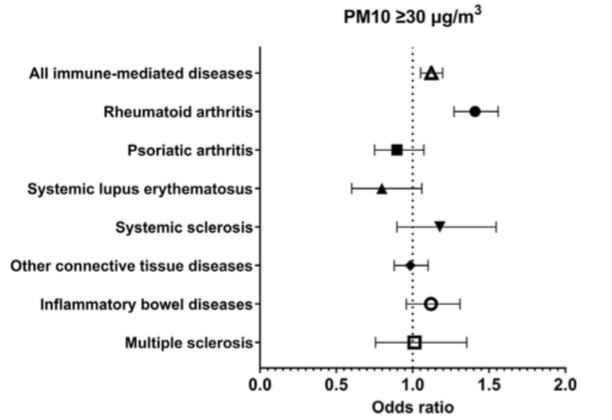 PM10 ≥30 µg/m³
All immune-mediated diseases
Rheumatoid arthritis
Psoriatic arthritis
Systemic lupus erythematosus
Systemic sclerosis
Other connective tissue diseases
Inflammatory bowel diseases
Multiple sclerosis
0.0 0.5 1.0 1.5 2.0
Odds ratio